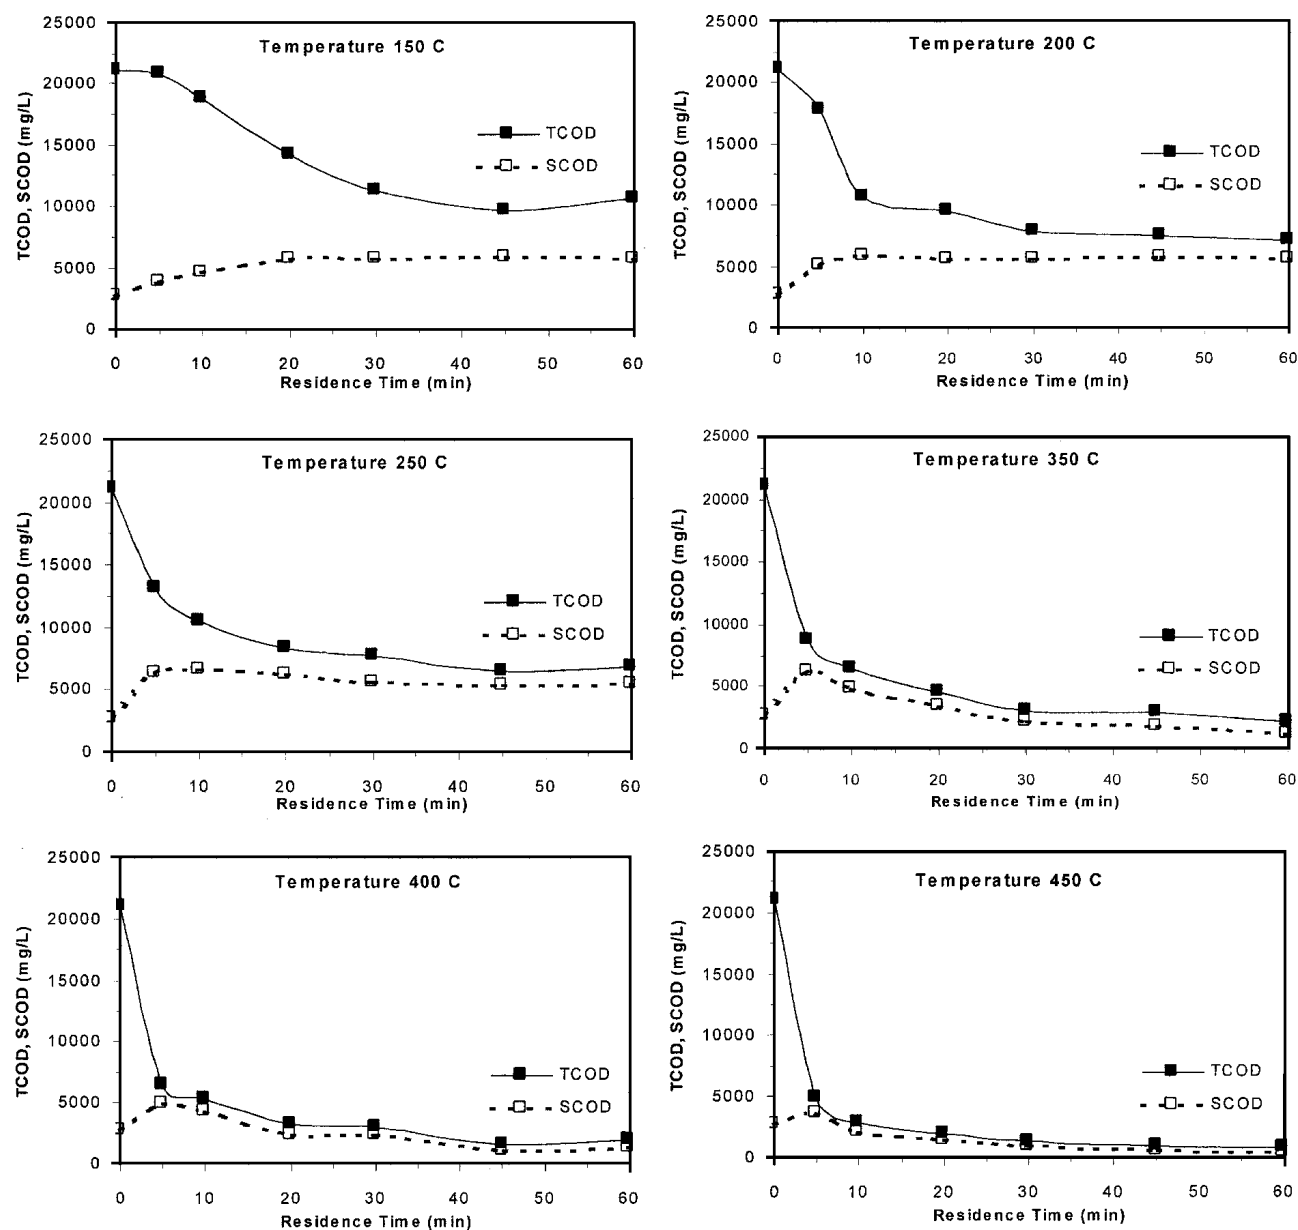 Temperature 150 C
TCOD, SCOD (mg/L)
25000
20000
15000
10000
5000
0
TCOD
SCOD
0 10 20 30 40 50 60
Residence Time (min)
Temperature 200 C
TCOD, SCOD (mg/L)
25000
20000
15000
10000
5000
0
TCOD
SCOD
0 10 20 30 40 50 60
Residence Time (min)
Temperature 250 C
TCOD, SCOD (mg/L)
25000
20000
15000
10000
5000
0
TCOD
SCOD
0 10 20 30 40 50 60
Residence Time (min)
Temperature 350 C
TCOD, SCOD (mg/L)
25000
20000
15000
10000
5000
0
TCOD
SCOD
0 10 20 30 40 50 60
Residence Time (min)
Temperature 400 C
TCOD, SCOD (mg/L)
25000
20000
15000
10000
5000
0
TCOD
SCOD
0 10 20 30 40 50 60
Residence Time (min)
Temperature 450 C
TCOD, SCOD (mg/L)
25000
20000
15000
10000
5000
0
TCOD
SCOD
0 10 20 30 40 50 60
Residence Time (min)